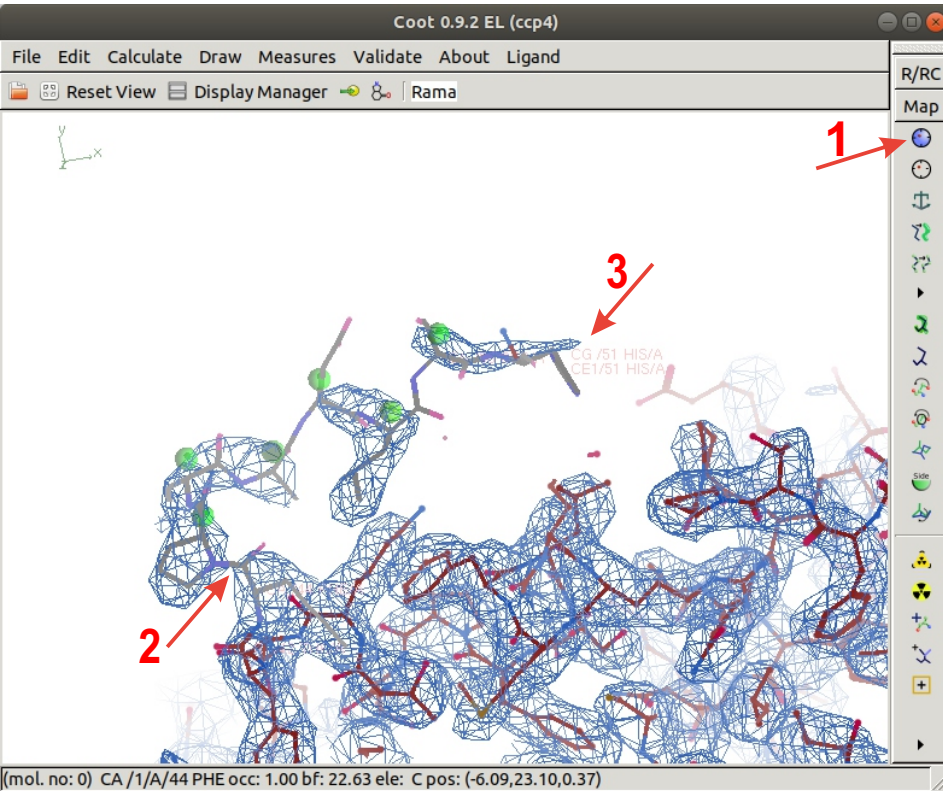 Coot 0.9.2 EL (ccp4)
File Edit Calculate Draw Measures Validate About Ligand
R/RC
Reset View Display Manager Rama
Map
y
x
z
1
3
CG /51 HIS/A
CE1/51 HIS/A
Side
2
(mol. no: 0) CA /1/A/44 PHE occ: 1.00 bf: 22.63 ele: C pos: (-6.09,23.10,0.37)